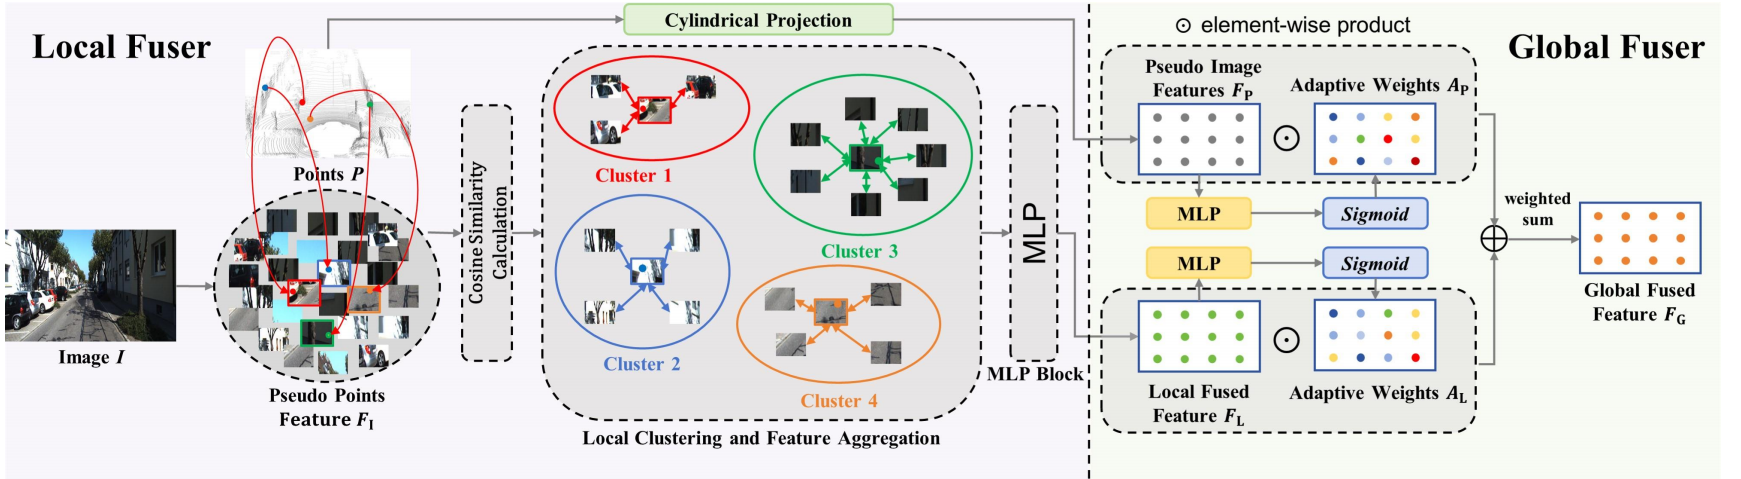 Local Fuser
Cylindrical Projection
⊙ element-wise product
Global Fuser
Points P
Image I
Pseudo Points
Feature F_I
Cosine Similarity
Calculation
Cluster 1
Cluster 2
Cluster 3
Cluster 4
Local Clustering and Feature Aggregation
MLP
MLP Block
Pseudo Image
Features F_P
Adaptive Weights A_P
MLP
Sigmoid
MLP
Sigmoid
Local Fused
Feature F_L
Adaptive Weights A_L
weighted
sum
Global Fused
Feature F_G